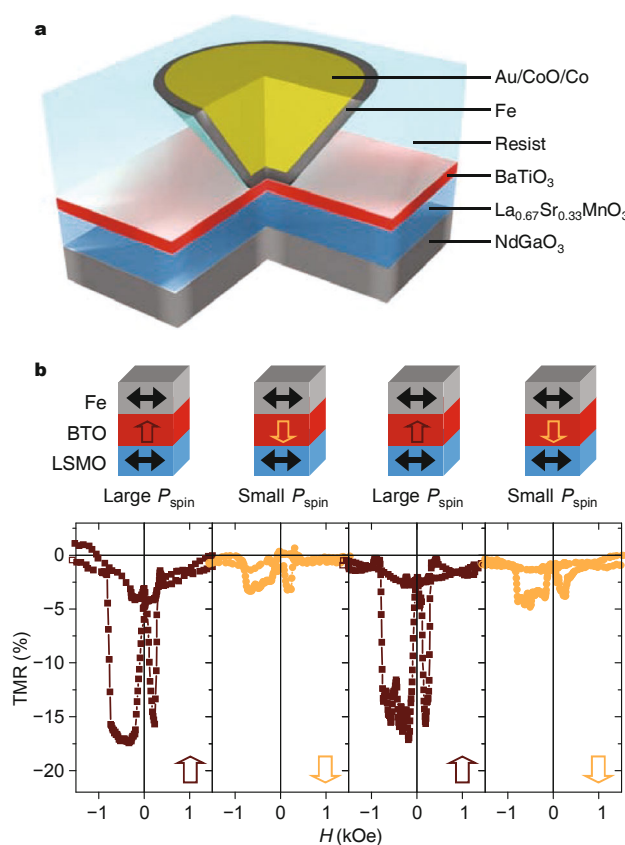 a
Au/CoO/Co
Fe
Resist
BaTiO₃
La₀.₆₇Sr₀.₃₃MnO₃
NdGaO₃
b
Fe
BTO
LSMO
Large Pspin Small Pspin Large Pspin Small Pspin
0
−5
−10
−15
−20
TMR (%)
−1 0 1 −1 0 1 −1 0 1 −1 0 1
H (kOe)